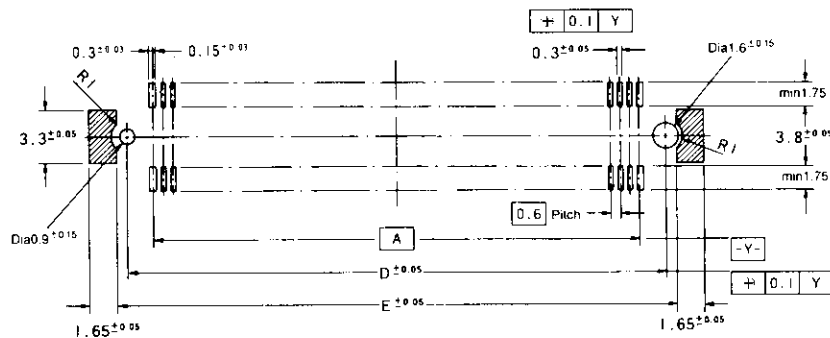 ⌖ 0.1 Y
0.3±0.03 0.15±0.03 0.3±0.05 Dia1.6±0.15
R1
min1.75
3.3±0.05 3.8±0.05
R1
min1.75
0.6 Pitch
Dia0.9±0.15
A
-Y-
D±0.05
⌖ 0.1 Y
E±0.05
1.65±0.05 1.65±0.05